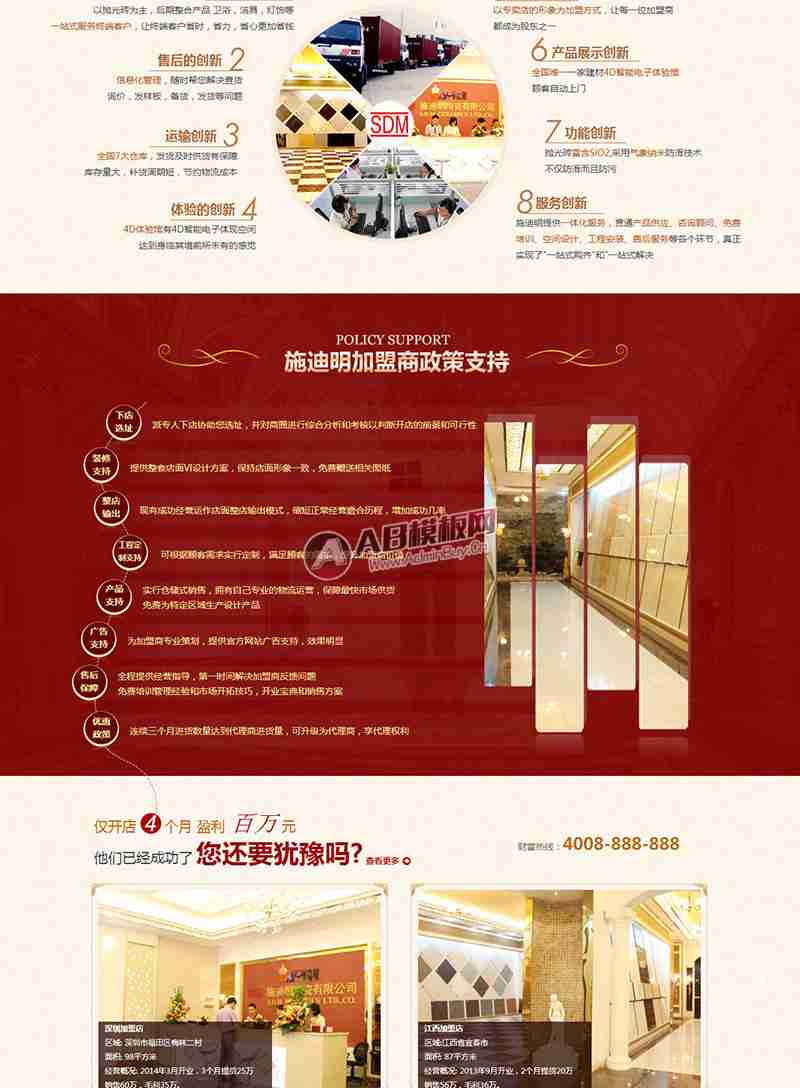 以抛光砖为主，后期整合产品 卫浴，洁具，灯饰等
一站式服务终端客户，让终端客户省时，省力，省心更加省钱
售后的创新 2
信息化管理，随时帮您解决查货
询价，发样板，备货，发货等问题
运输创新 3
全国7大仓库，发货及时供货有保障
库存量大，补货周期短，节约物流成本
体验的创新 4
4D体验馆有4D智能电子体现空间
达到身临其境前所未有的感觉
SDM
以专卖店的形象为加盟方式，让每一位加盟商
都成为股东之一
6 产品展示创新
全国唯一一家建材4D智能电子体验馆
顾客自动上门
7 功能创新
抛光砖富含SiO2,采用气象纳米防滑技术
不仅防滑而且防污
8 服务创新
施迪明提供一体化服务，贯通产品供应、咨询顾问、免费
培训、空间设计、工程安装、售后服务等各个环节，真正
实现了"一站式购齐"和"一站式解决
POLICY SUPPORT
施迪明加盟商政策支持
下店
选址
派专人下店协助您选址，并对商圈进行综合分析和考核以判断开店的前景和可行性
装修
支持
提供整套店面VI设计方案，保持店面形象一致，免费赠送相关图纸
整店
输出
现有成功经营运作店面整店输出模式，缩短正常经营磨合历程，增加成功几率
工程定
制支持
可根据顾客需求实行定制，满足顾客的
AB模板网
www.AdminBuy.Cn
产品
支持
实行仓储式销售，拥有自己专业的物流运营，保障最快市场供货
免费为特定区域生产设计产品
广告
支持
为加盟商专业策划，提供官方网站广告支持，效果明显
售后
保障
全程提供经营指导，第一时间解决加盟商反馈问题
免费培训管理经验和市场开拓技巧，开业宝典和销售方案
优惠
政策
连续三个月进货数量达到代理商进货量，可升级为代理商，享代理权利
仅开店 4 个月 盈利 百万 元
他们已经成功了 您还要犹豫吗? 查看更多
财富热线：4008-888-888
施迪明陶瓷有限公司
深圳加盟店
区域: 深圳市福田区梅林二村
面积: 98平方米
经营概况: 2014年3月开业，3个月提货25万
销售60万，毛利35万。
江西加盟店
区域:江西省宜春市
面积: 87平方米
经营概况: 2013年9月开业，2个月提货20万
销售56万，毛利36万。